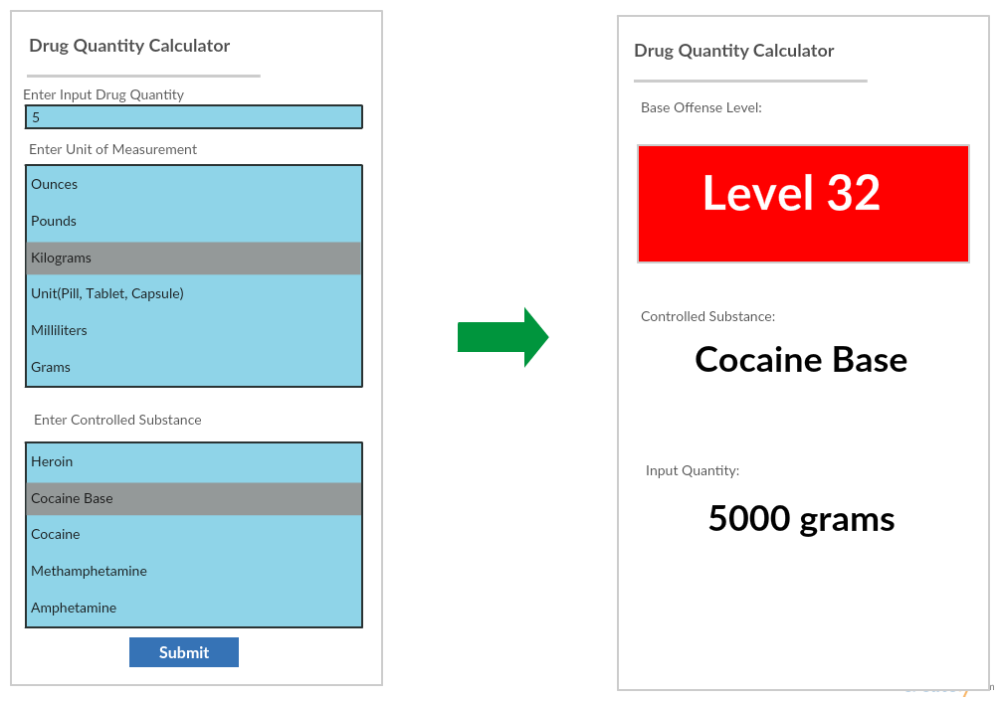 Drug Quantity Calculator
Enter Input Drug Quantity
5
Enter Unit of Measurement
Ounces
Pounds
Kilograms
Unit(Pill, Tablet, Capsule)
Milliliters
Grams
Enter Controlled Substance
Heroin
Cocaine Base
Cocaine
Methamphetamine
Amphetamine
Submit
Drug Quantity Calculator
Base Offense Level:
Level 32
Controlled Substance:
Cocaine Base
Input Quantity:
5000 grams